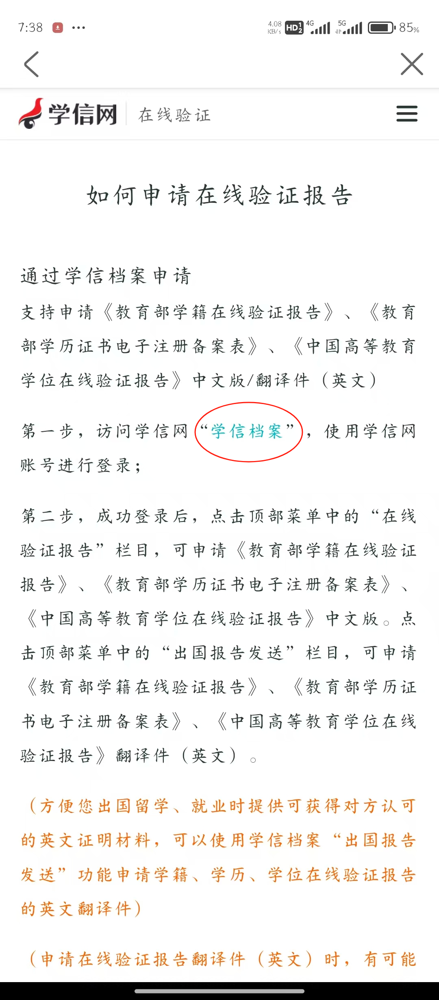 7:38
4.08 KB/s HD 1 2 4G 5G 85%
学信网 在线验证
如何申请在线验证报告
通过学信档案申请
支持申请《教育部学籍在线验证报告》、《教育
部学历证书电子注册备案表》、《中国高等教育
学位在线验证报告》中文版/翻译件（英文）
第一步，访问学信网“学信档案”，使用学信网
账号进行登录；
第二步，成功登录后，点击顶部菜单中的“在线
验证报告”栏目，可申请《教育部学籍在线验证
报告》、《教育部学历证书电子注册备案表》、
《中国高等教育学位在线验证报告》中文版。点
击顶部菜单中的“出国报告发送”栏目，可申请
《教育部学籍在线验证报告》、《教育部学历证
书电子注册备案表》、《中国高等教育学位在线
验证报告》翻译件（英文）。
（方便您出国留学、就业时提供可获得对方认可
的英文证明材料，可以使用学信档案“出国报告
发送”功能申请学籍、学历、学位在线验证报告
的英文翻译件）
（申请在线验证报告翻译件（英文）时，有可能